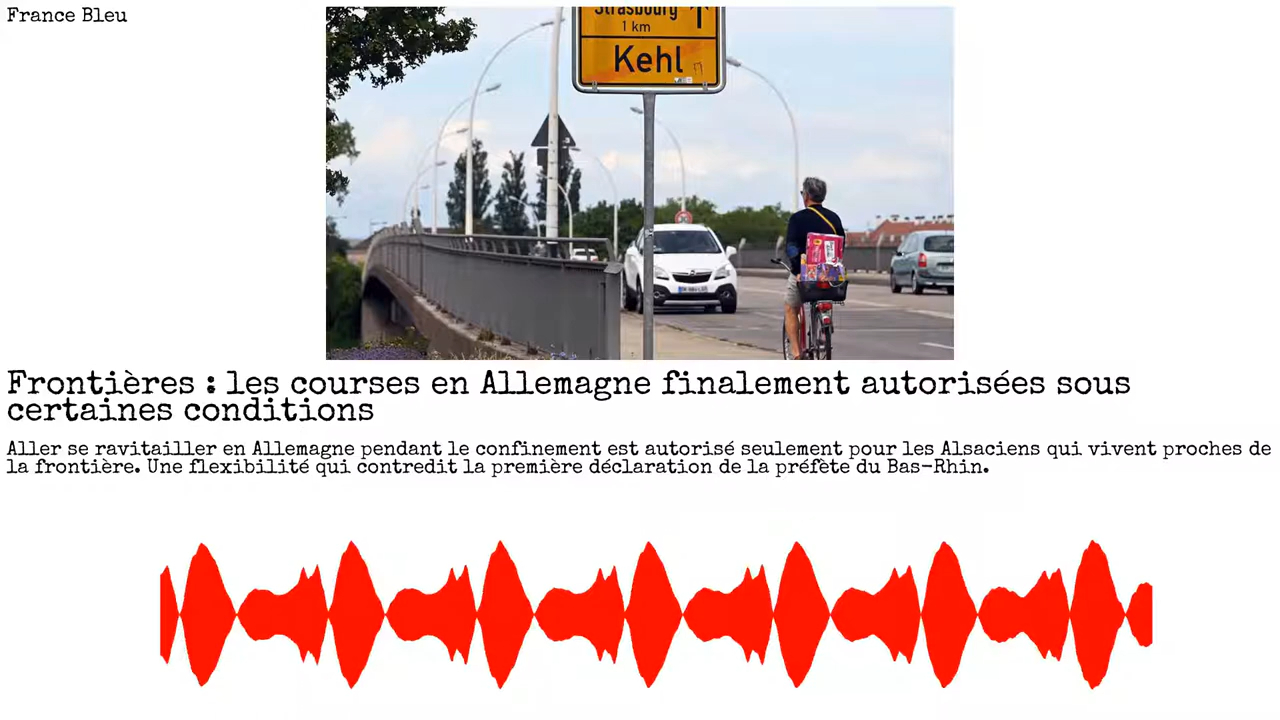 France Bleu
Strasbourg
1 km
Kehl
Frontières : les courses en Allemagne finalement autorisées sous
certaines conditions
Aller se ravitailler en Allemagne pendant le confinement est autorisé seulement pour les Alsaciens qui vivent proches de
la frontière. Une flexibilité qui contredit la première déclaration de la préfète du Bas-Rhin.